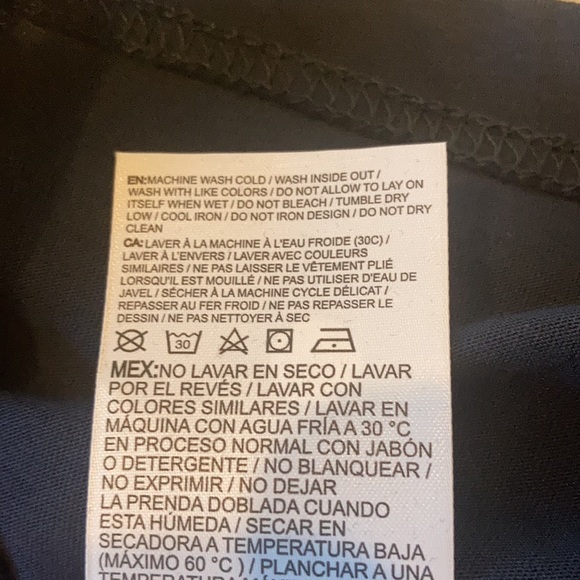 EN:MACHINE WASH COLD / WASH INSIDE OUT /
WASH WITH LIKE COLORS / DO NOT ALLOW TO LAY ON
ITSELF WHEN WET / DO NOT BLEACH / TUMBLE DRY
LOW / COOL IRON / DO NOT IRON DESIGN / DO NOT DRY
CLEAN
CA: LAVER À LA MACHINE À L'EAU FROIDE (30C) /
LAVER À L'ENVERS / LAVER AVEC COULEURS
SIMILAIRES / NE PAS LAISSER LE VÊTEMENT PLIÉ
LORSQU'IL EST MOUILLÉ / NE PAS UTILISER D'EAU DE
JAVEL / SÉCHER À LA MACHINE CYCLE DÉLICAT /
REPASSER AU FER FROID / NE PAS REPASSER LE
DESSIN / NE PAS NETTOYER À SEC
30
MEX:NO LAVAR EN SECO / LAVAR
POR EL REVÉS / LAVAR CON
COLORES SIMILARES / LAVAR EN
MÁQUINA CON AGUA FRÍA A 30 °C
EN PROCESO NORMAL CON JABÓN
O DETERGENTE / NO BLANQUEAR /
NO EXPRIMIR / NO DEJAR
LA PRENDA DOBLADA CUANDO
ESTA HÚMEDA / SECAR EN
SECADORA A TEMPERATURA BAJA
(MÁXIMO 60 °C ) / PLANCHAR A UNA
TEMPERATURA